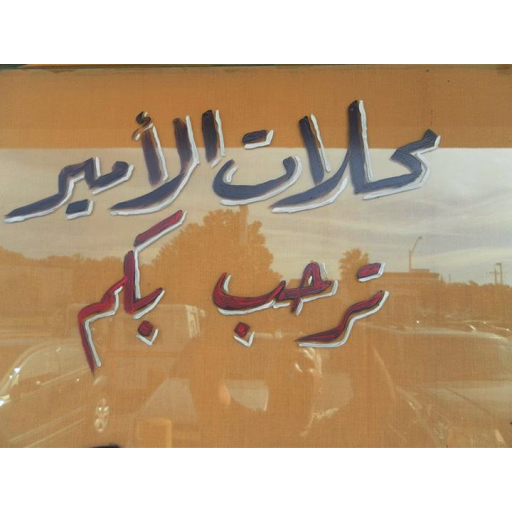 محلات الأمير
ترحب بكم